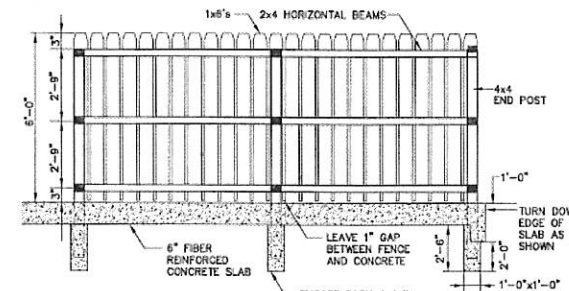 1x6's
2x4 HORIZONTAL BEAMS
3"
6'-0"
2'-9"
4x4
END POST
2'-9"
3"
1'-0"
TURN DOWN
EDGE OF
SLAB AS
SHOWN
6" FIBER
REINFORCED
CONCRETE SLAB
LEAVE 1" GAP
BETWEEN FENCE
AND CONCRETE
2'-6"
2'-0"
1'-0"x1'-0"